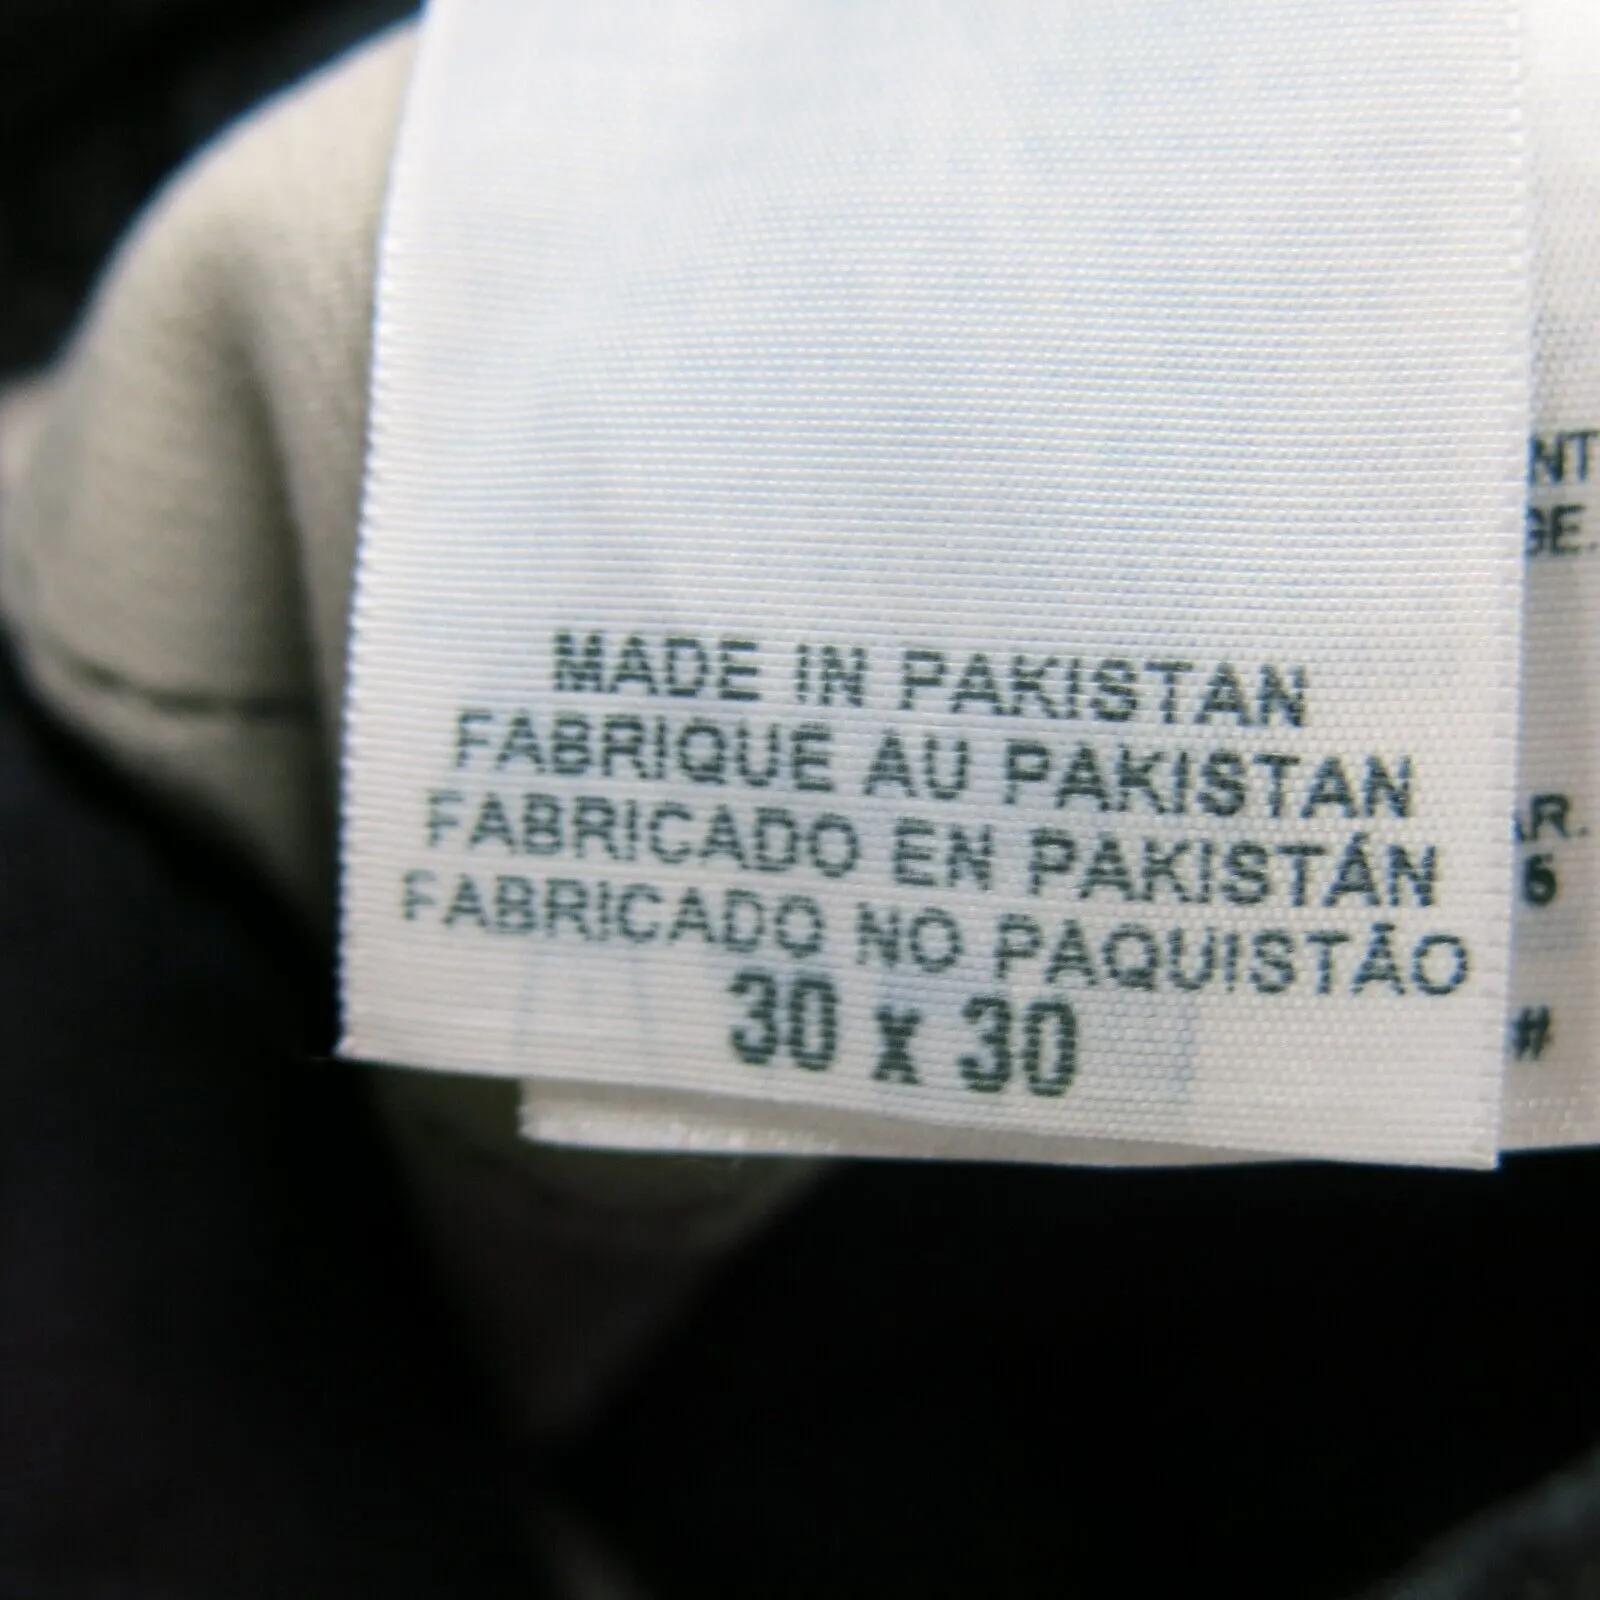 MADE IN PAKISTAN
FABRIQUE AU PAKISTAN
FABRICADO EN PAKISTÁN
FABRICADO NO PAQUISTÃO
30 x 30
#